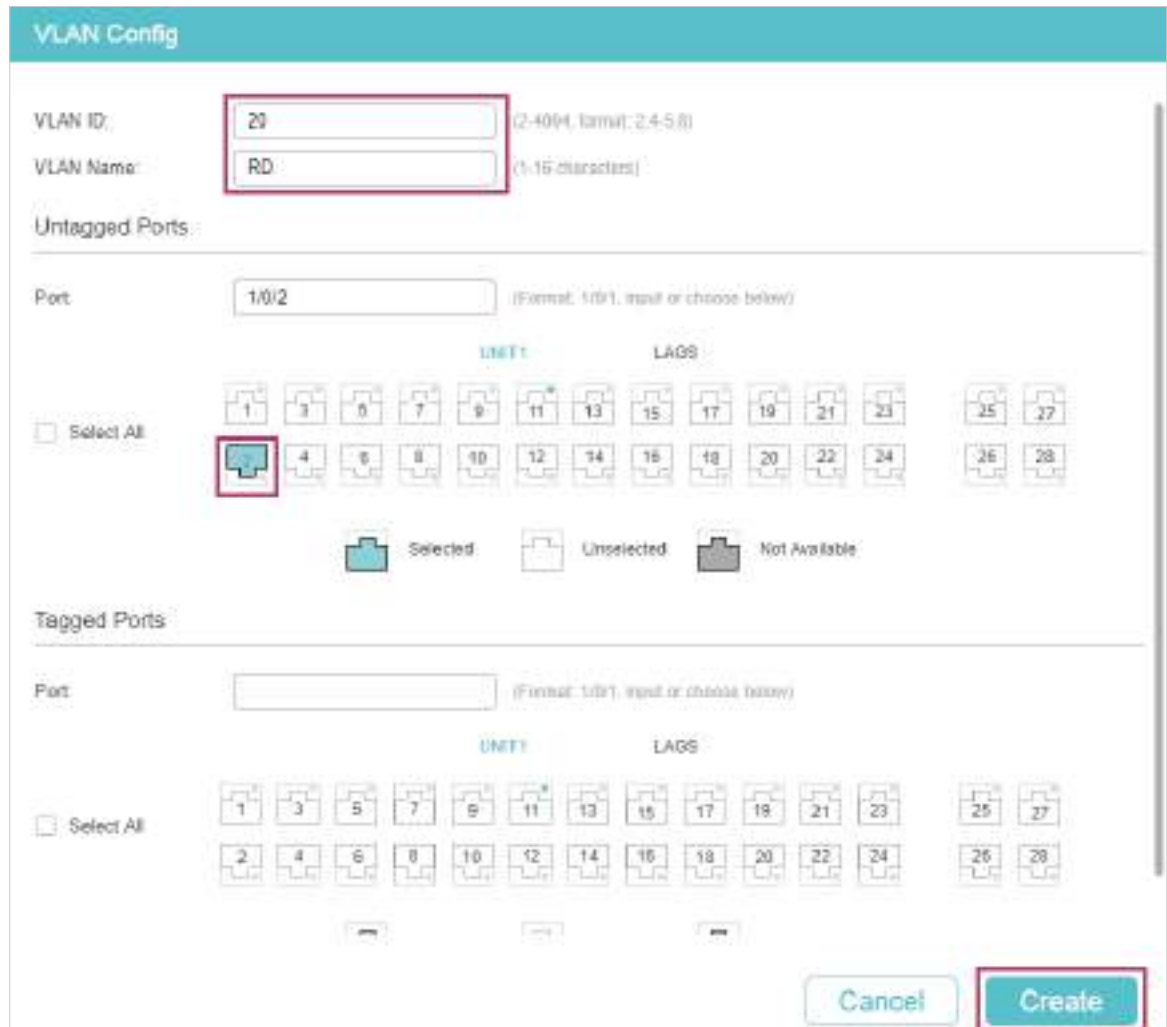 VLAN Config
VLAN ID: 20 (2-4094, format: 2,4-5,8)
VLAN Name: RD (1-16 characters)
Untagged Ports
Port 1/0/2 (Format: 1/0/1, input or choose below)
UNIT1 LAGS
1 3 5 7 9 11 13 15 17 19 21 23 25 27
Select All
2 4 6 8 10 12 14 16 18 20 22 24 26 28
Selected Unselected Not Available
Tagged Ports
Port (Format: 1/0/1, input or choose below)
UNIT1 LAGS
1 3 5 7 9 11 13 15 17 19 21 23 25 27
Select All
2 4 6 8 10 12 14 16 18 20 22 24 26 28
Cancel Create